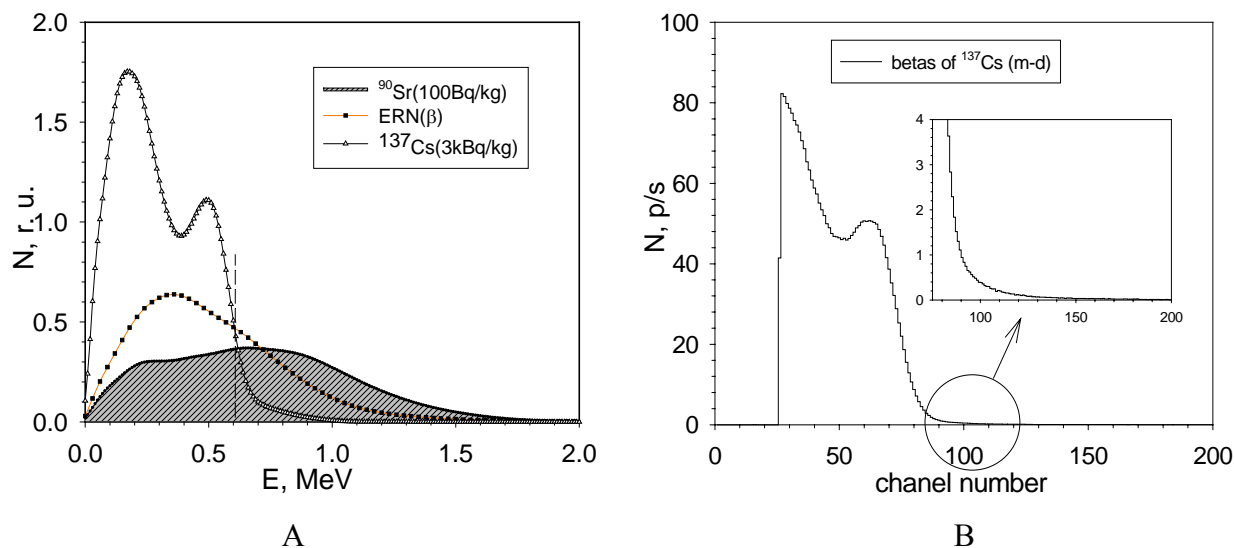 2.0
1.5
1.0
0.5
0.0
N, r. u.
⁹⁰Sr(100Bq/kg)
ERN(β)
¹³⁷Cs(3kBq/kg)
0.0 0.5 1.0 1.5 2.0
E, MeV
A
100
80
60
40
20
0
N, p/s
betas of ¹³⁷Cs (m-d)
4
3
2
1
0
100 150 200
0 50 100 150 200
chanel number
B